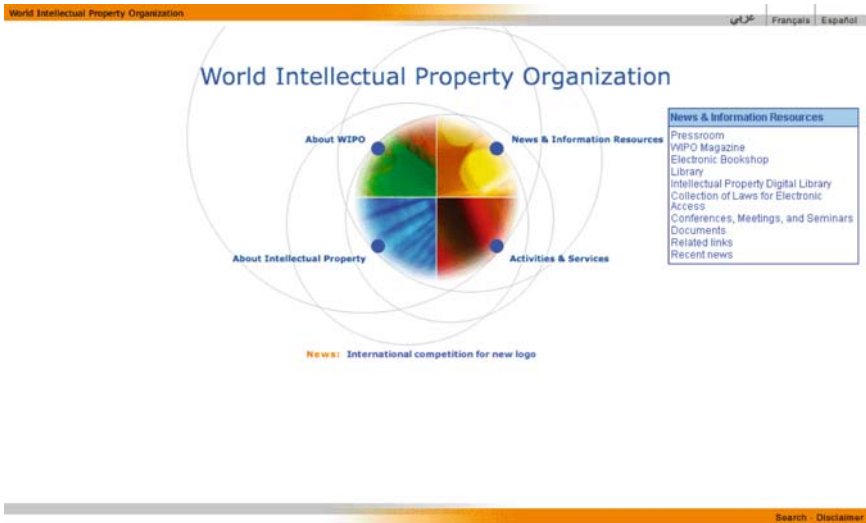 World Intellectual Property Organization
عربي Français Español
World Intellectual Property Organization
About WIPO
News & Information Resources
About Intellectual Property
Activities & Services
News & Information Resources
Pressroom
WIPO Magazine
Electronic Bookshop
Library
Intellectual Property Digital Library
Collection of Laws for Electronic
Access
Conferences, Meetings, and Seminars
Documents
Related links
Recent news
News: International competition for new logo
Search - Disclaimer